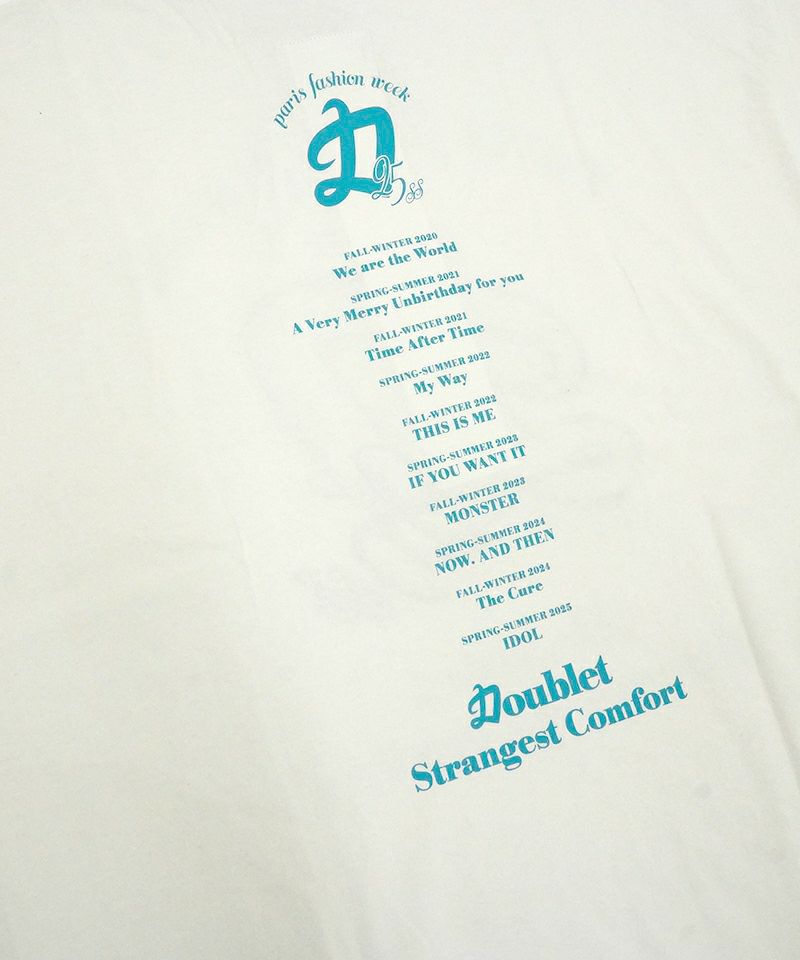 paris fashion week
D
25 ss
FALL-WINTER 2020
We are the World
SPRING-SUMMER 2021
A Very Merry Unbirthday for you
FALL-WINTER 2021
Time After Time
SPRING-SUMMER 2022
My Way
FALL-WINTER 2022
THIS IS ME
SPRING-SUMMER 2023
IF YOU WANT IT
FALL-WINTER 2023
MONSTER
SPRING-SUMMER 2024
NOW. AND THEN
FALL-WINTER 2024
The Cure
SPRING-SUMMER 2025
IDOL
Doublet
Strangest Comfort